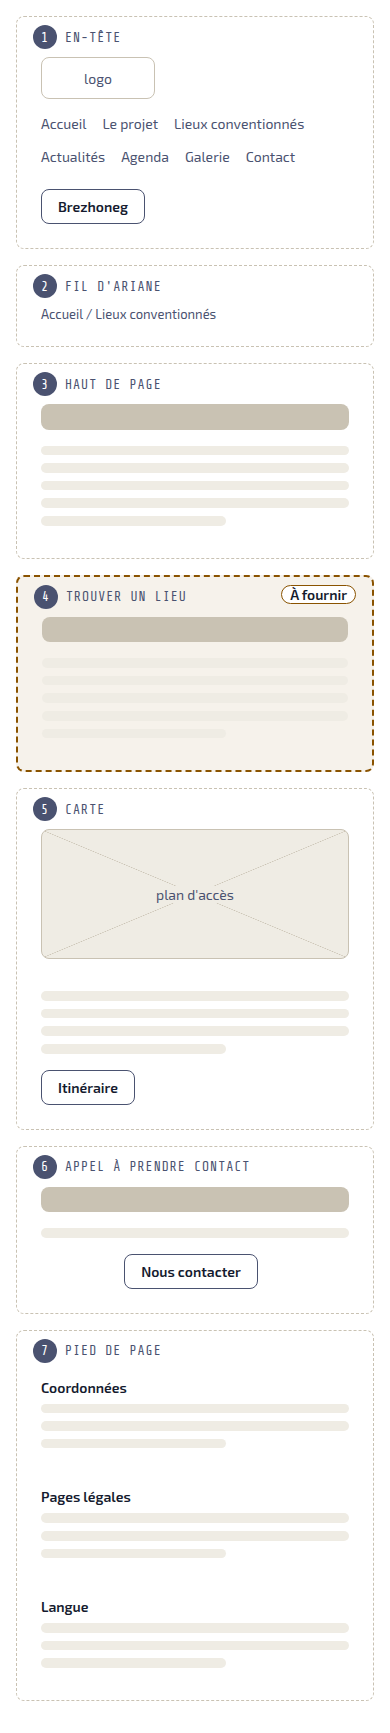 1 EN-TÊTE
logo
Accueil Le projet Lieux conventionnés
Actualités Agenda Galerie Contact
Brezhoneg
2 FIL D'ARIANE
Accueil / Lieux conventionnés
3 HAUT DE PAGE
4 TROUVER UN LIEU À fournir
5 CARTE
plan d'accès
Itinéraire
6 APPEL À PRENDRE CONTACT
Nous contacter
7 PIED DE PAGE
Coordonnées
Pages légales
Langue